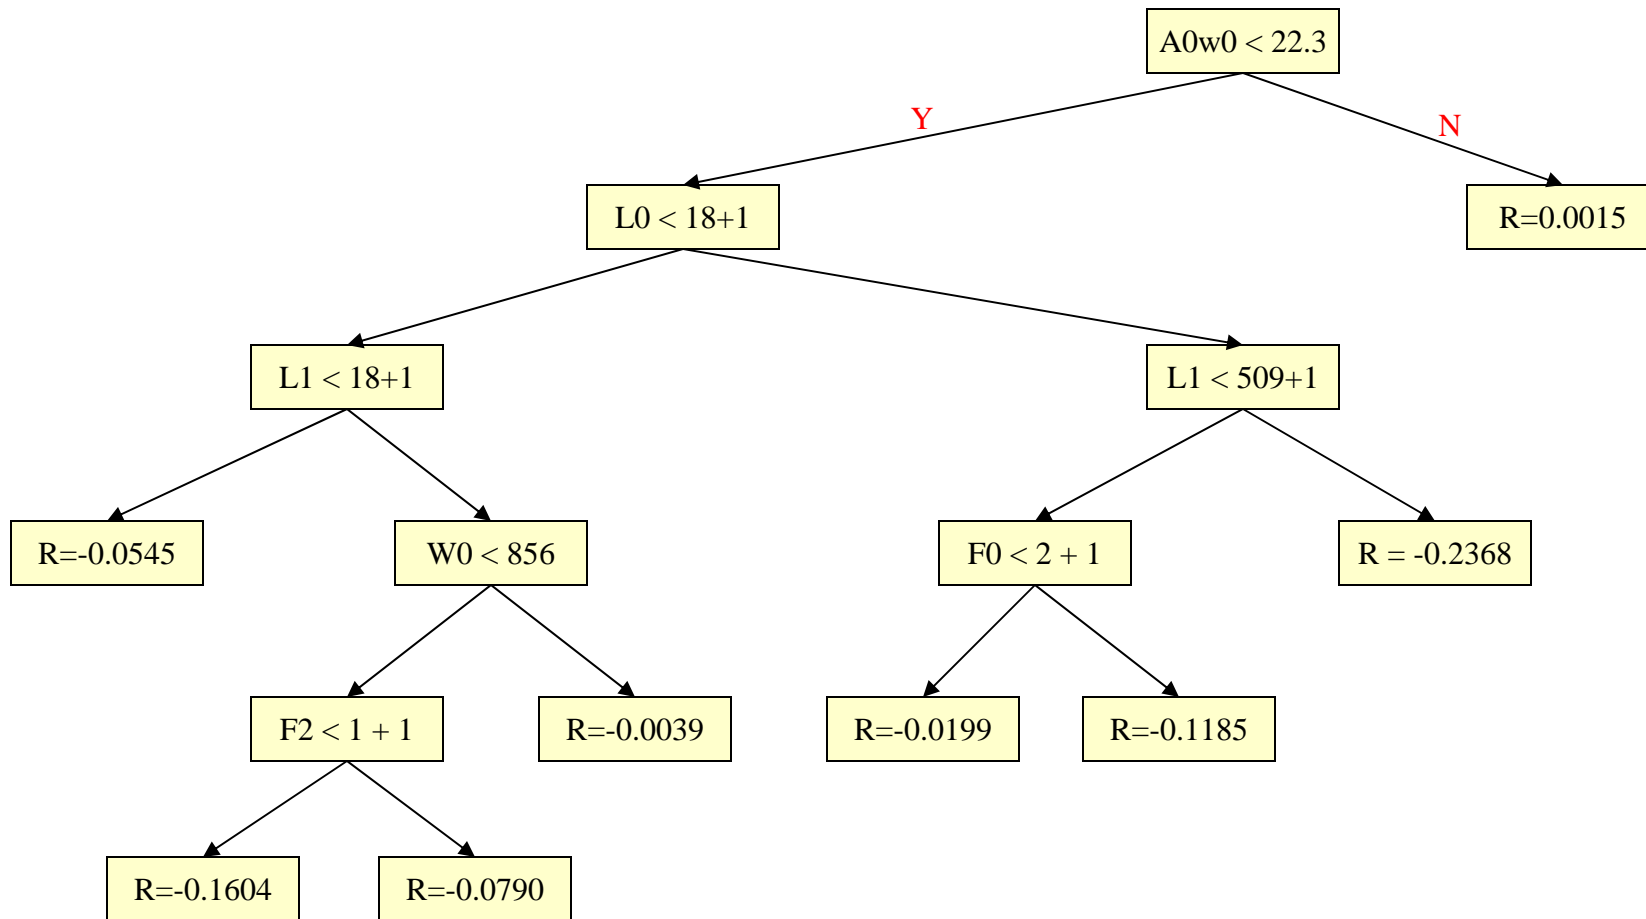 A0w0 < 22.3
Y
N
L0 < 18+1
R=0.0015
L1 < 18+1
L1 < 509+1
R=-0.0545
W0 < 856
F0 < 2 + 1
R = -0.2368
F2 < 1 + 1
R=-0.0039
R=-0.0199
R=-0.1185
R=-0.1604
R=-0.0790